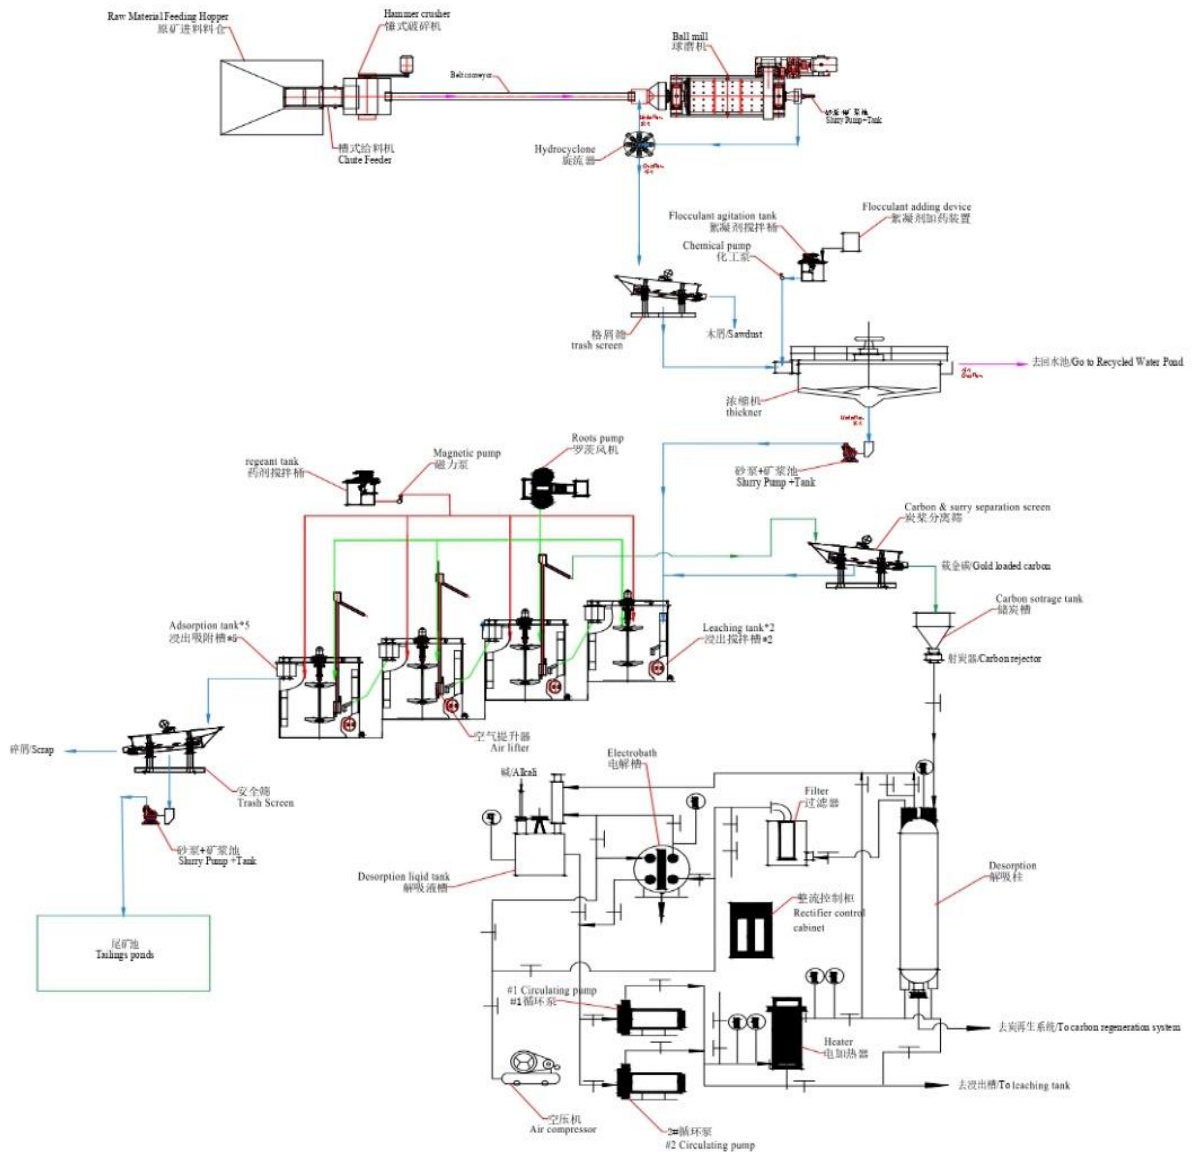 Raw Material Feeding Hopper
原矿进料料仓
Hammer crusher
锤式破碎机
Belt conveyor
Ball mill
球磨机
砂泵+矿浆池
Slurry Pump+Tank
槽式给料机
Chute Feeder
Hydrocyclone
旋流器
Flocculant adding device
絮凝剂加药装置
Flocculant agitation tank
絮凝剂搅拌桶
Chemical pump
化工泵
格屑筛
trash screen
木屑/Sawdust
去回水池/Go to Recycled Water Pond
浓缩机
thickner
砂泵+矿浆池
Slurry Pump +Tank
Roots pump
罗茨风机
Magnetic pump
磁力泵
regeant tank
药剂搅拌桶
Carbon & surry separation screen
炭桨分离筛
载金碳/Gold loaded carbon
Carbon sotrage tank
储炭槽
射炭器/Carbon rejector
Adsorption tank*5
Leaching tank*2
浸出搅拌槽*2
空气提升器
Air lifter
碎屑/Scrap
安全筛
Trash Screen
砂泵+矿浆池
Slurry Pump +Tank
尾矿池
Tailings ponds
碱/Alkali
Electrobath
电解槽
Filter
过滤器
Desorption liqid tank
解吸液槽
整流控制柜
Rectifier control
cabinet
Desorption
解吸柱
#1 Circulating pump
#1循环泵
Heater
电加热器
去炭再生系统/To carbon regeneration system
去浸出槽/To leaching tank
空压机
Air compressor
2#循环泵
#2 Circulating pump